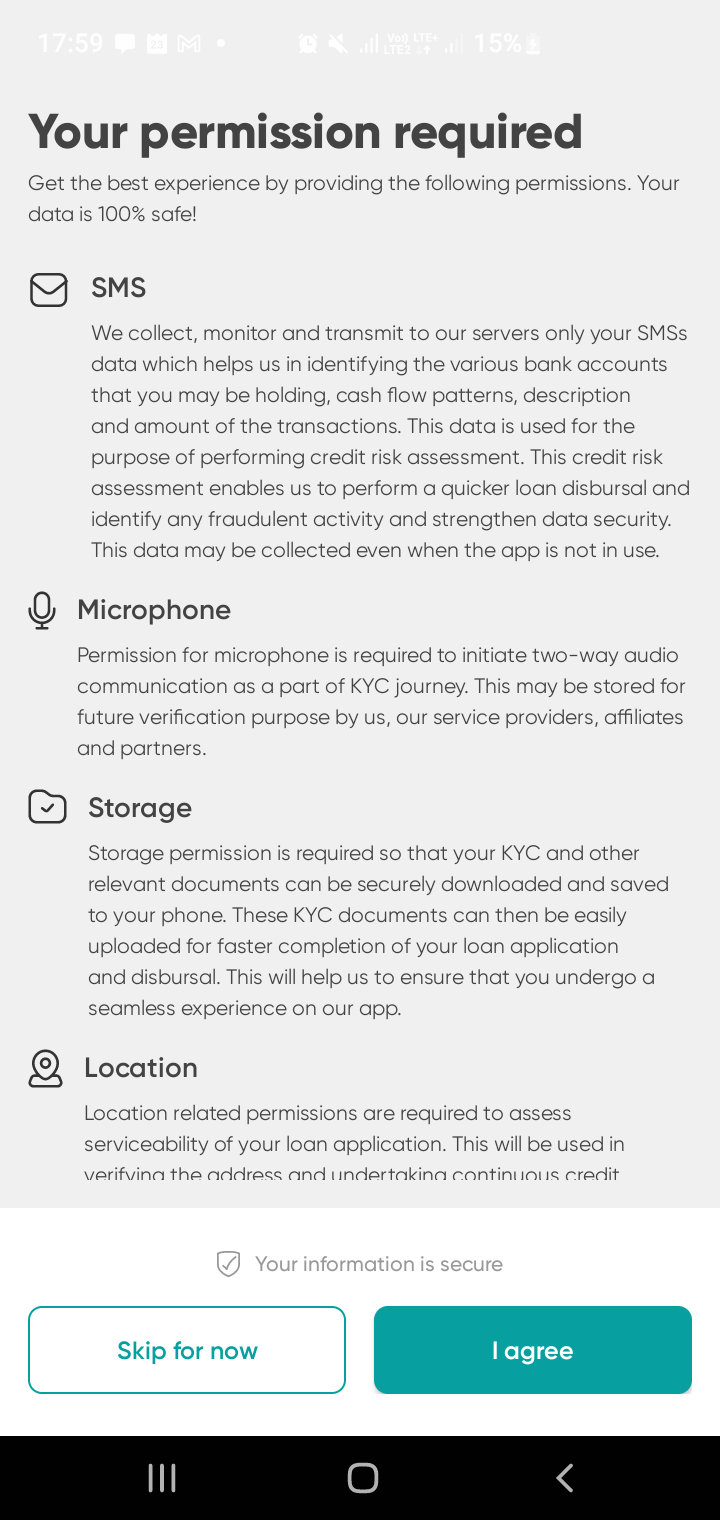 17:59
22
Vo)) LTE+
LTE2
15%
Your permission required
Get the best experience by providing the following permissions. Your
data is 100% safe!
SMS
We collect, monitor and transmit to our servers only your SMSs
data which helps us in identifying the various bank accounts
that you may be holding, cash flow patterns, description
and amount of the transactions. This data is used for the
purpose of performing credit risk assessment. This credit risk
assessment enables us to perform a quicker loan disbursal and
identify any fraudulent activity and strengthen data security.
This data may be collected even when the app is not in use.
Microphone
Permission for microphone is required to initiate two-way audio
communication as a part of KYC journey. This may be stored for
future verification purpose by us, our service providers, affiliates
and partners.
Storage
Storage permission is required so that your KYC and other
relevant documents can be securely downloaded and saved
to your phone. These KYC documents can then be easily
uploaded for faster completion of your loan application
and disbursal. This will help us to ensure that you undergo a
seamless experience on our app.
Location
Location related permissions are required to assess
serviceability of your loan application. This will be used in
verifying the address and undertaking continuous credit
Your information is secure
Skip for now
I agree